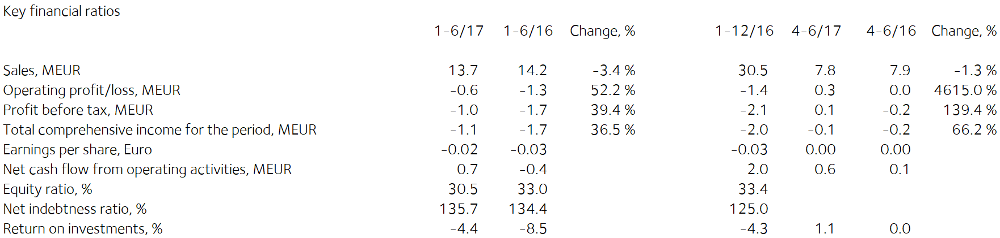 Key financial ratios
1-6/17 1-6/16 Change, % 1-12/16 4-6/17 4-6/16 Change, %
Sales, MEUR 13.7 14.2 -3.4 % 30.5 7.8 7.9 -1.3 %
Operating profit/loss, MEUR -0.6 -1.3 52.2 % -1.4 0.3 0.0 4615.0 %
Profit before tax, MEUR -1.0 -1.7 39.4 % -2.1 0.1 -0.2 139.4 %
Total comprehensive income for the period, MEUR -1.1 -1.7 36.5 % -2.0 -0.1 -0.2 66.2 %
Earnings per share, Euro -0.02 -0.03 -0.03 0.00 0.00
Net cash flow from operating activities, MEUR 0.7 -0.4 2.0 0.6 0.1
Equity ratio, % 30.5 33.0 33.4
Net indebtness ratio, % 135.7 134.4 125.0
Return on investments, % -4.4 -8.5 -4.3 1.1 0.0